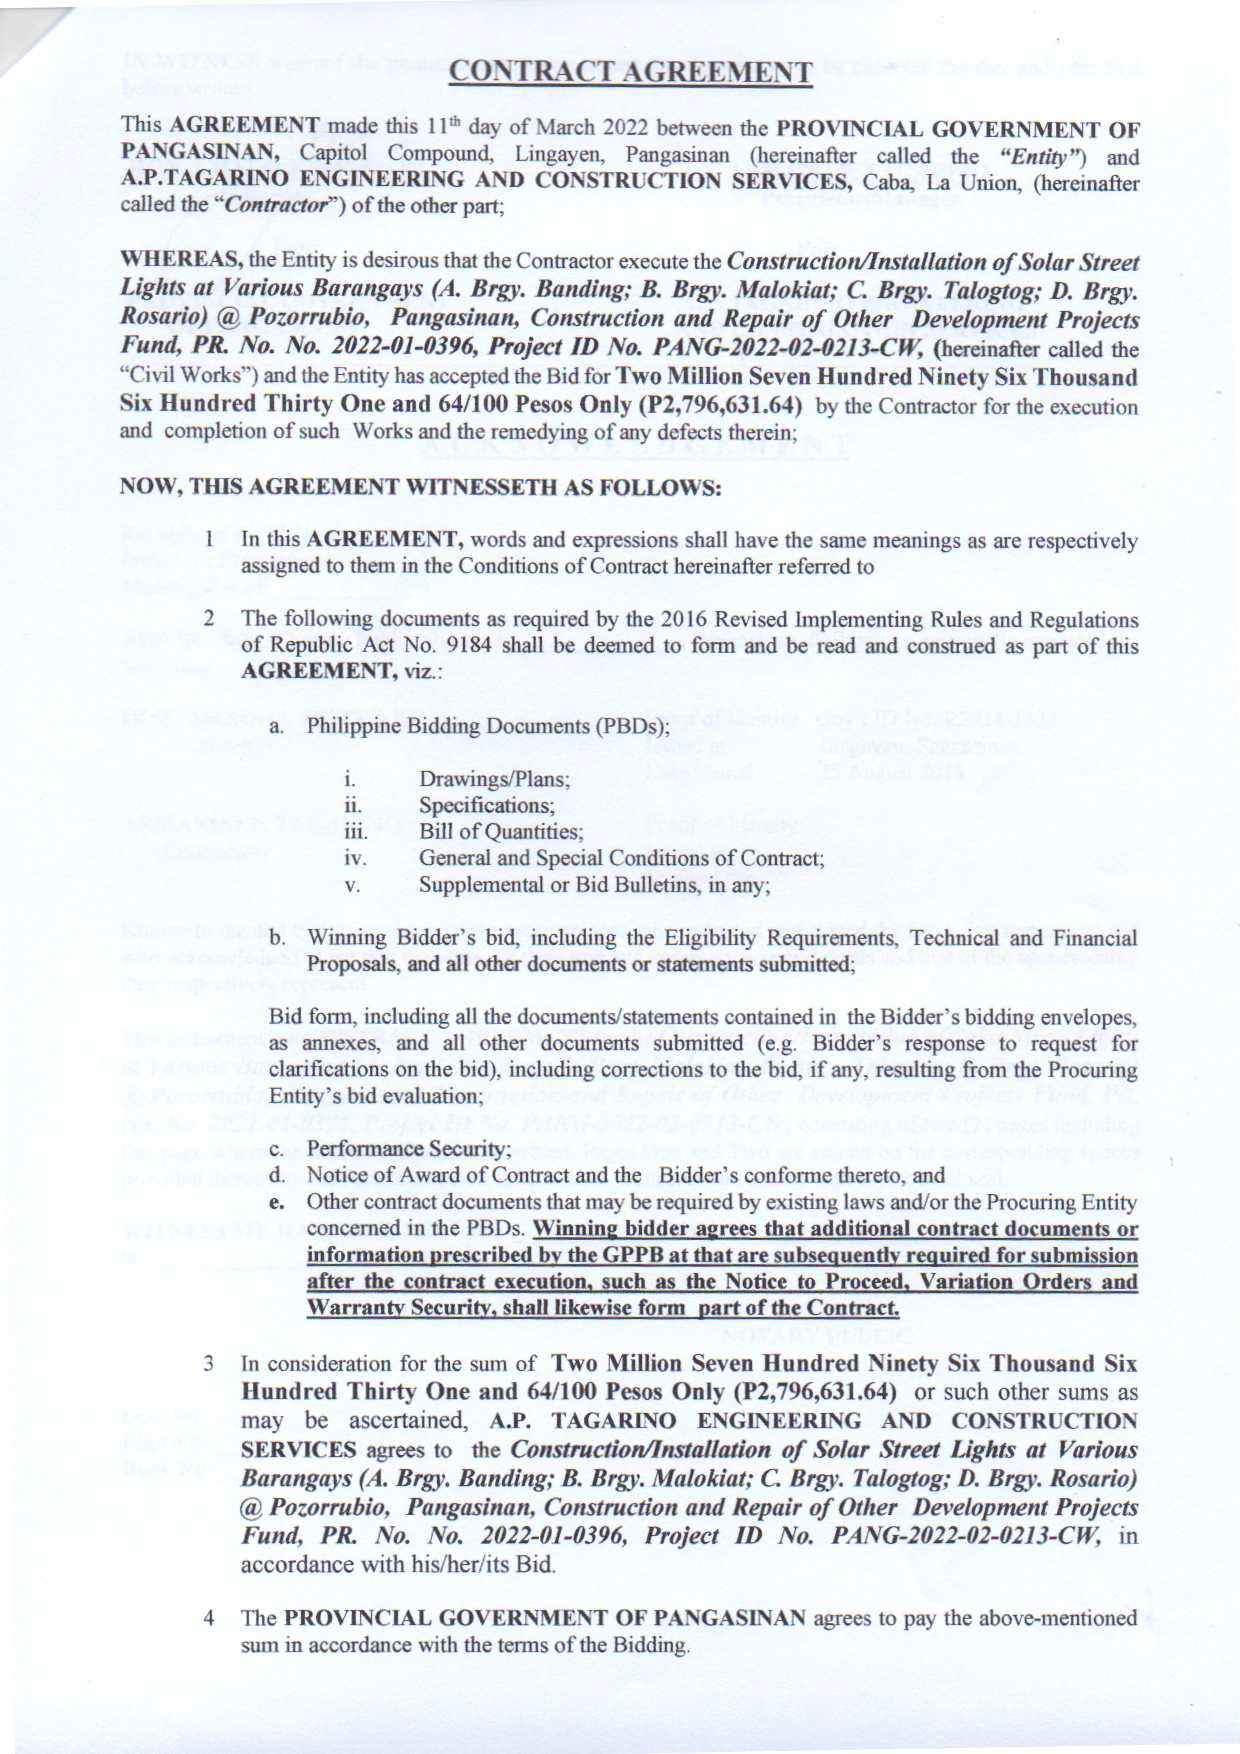 CONTRACT AGREEMENT
This AGREEMENT made this 11th day of March 2022 between the PROVINCIAL GOVERNMENT OF
PANGASINAN, Capitol Compound, Lingayen, Pangasinan (hereinafter called the “Entity”) and
A.P.TAGARINO ENGINEERING AND CONSTRUCTION SERVICES, Caba, La Union, (hereinafter
called the “Contractor”) of the other part;
WHEREAS, the Entity is desirous that the Contractor execute the Construction/Installation of Solar Street
Lights at Various Barangays (A. Brgy. Banding; B. Brgy. Malokiat; C. Brgy. Talogtog; D. Brgy.
Rosario) @ Pozorrubio, Pangasinan, Construction and Repair of Other Development Projects
Fund, PR. No. No. 2022-01-0396, Project ID No. PANG-2022-02-0213-CW, (hereinafter called the
“Civil Works”) and the Entity has accepted the Bid for Two Million Seven Hundred Ninety Six Thousand
Six Hundred Thirty One and 64/100 Pesos Only (P2,796,631.64) by the Contractor for the execution
and completion of such Works and the remedying of any defects therein;
NOW, THIS AGREEMENT WITNESSETH AS FOLLOWS:
1 In this AGREEMENT, words and expressions shall have the same meanings as are respectively
assigned to them in the Conditions of Contract hereinafter referred to
2 The following documents as required by the 2016 Revised Implementing Rules and Regulations
of Republic Act No. 9184 shall be deemed to form and be read and construed as part of this
AGREEMENT, viz.:
a. Philippine Bidding Documents (PBDs);
i. Drawings/Plans;
ii. Specifications;
iii. Bill of Quantities;
iv. General and Special Conditions of Contract;
v. Supplemental or Bid Bulletins, in any;
b. Winning Bidder’s bid, including the Eligibility Requirements, Technical and Financial
Proposals, and all other documents or statements submitted;
Bid form, including all the documents/statements contained in the Bidder’s bidding envelopes,
as annexes, and all other documents submitted (e.g. Bidder’s response to request for
clarifications on the bid), including corrections to the bid, if any, resulting from the Procuring
Entity’s bid evaluation;
c. Performance Security;
d. Notice of Award of Contract and the Bidder’s conforme thereto, and
e. Other contract documents that may be required by existing laws and/or the Procuring Entity
concerned in the PBDs. Winning bidder agrees that additional contract documents or
information prescribed by the GPPB at that are subsequently required for submission
after the contract execution, such as the Notice to Proceed, Variation Orders and
Warranty Security, shall likewise form part of the Contract.
3 In consideration for the sum of Two Million Seven Hundred Ninety Six Thousand Six
Hundred Thirty One and 64/100 Pesos Only (P2,796,631.64) or such other sums as
may be ascertained, A.P. TAGARINO ENGINEERING AND CONSTRUCTION
SERVICES agrees to the Construction/Installation of Solar Street Lights at Various
Barangays (A. Brgy. Banding; B. Brgy. Malokiat; C. Brgy. Talogtog; D. Brgy. Rosario)
@ Pozorrubio, Pangasinan, Construction and Repair of Other Development Projects
Fund, PR. No. No. 2022-01-0396, Project ID No. PANG-2022-02-0213-CW, in
accordance with his/her/its Bid.
4 The PROVINCIAL GOVERNMENT OF PANGASINAN agrees to pay the above-mentioned
sum in accordance with the terms of the Bidding.